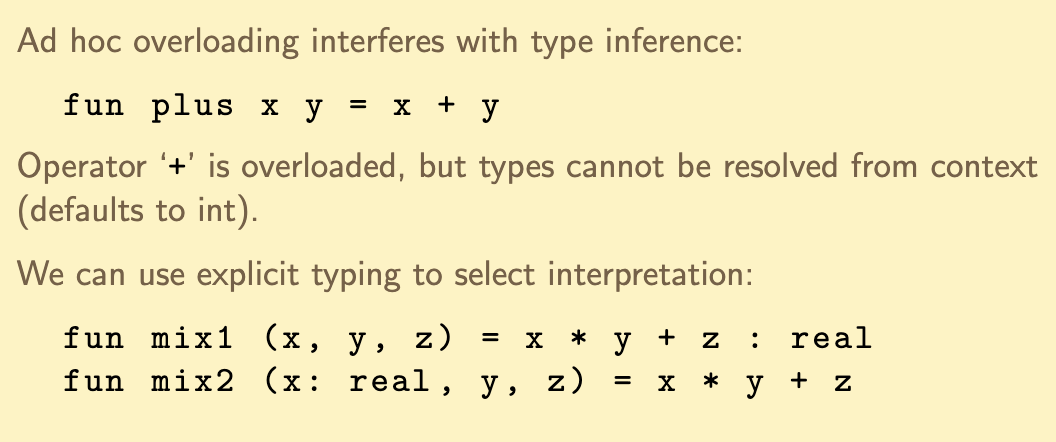 Ad hoc overloading interferes with type inference:
fun plus x y = x + y
Operator ‘+’ is overloaded, but types cannot be resolved from context
(defaults to int).
We can use explicit typing to select interpretation:
fun mix1 (x, y, z) = x * y + z : real
fun mix2 (x: real, y, z) = x * y + z